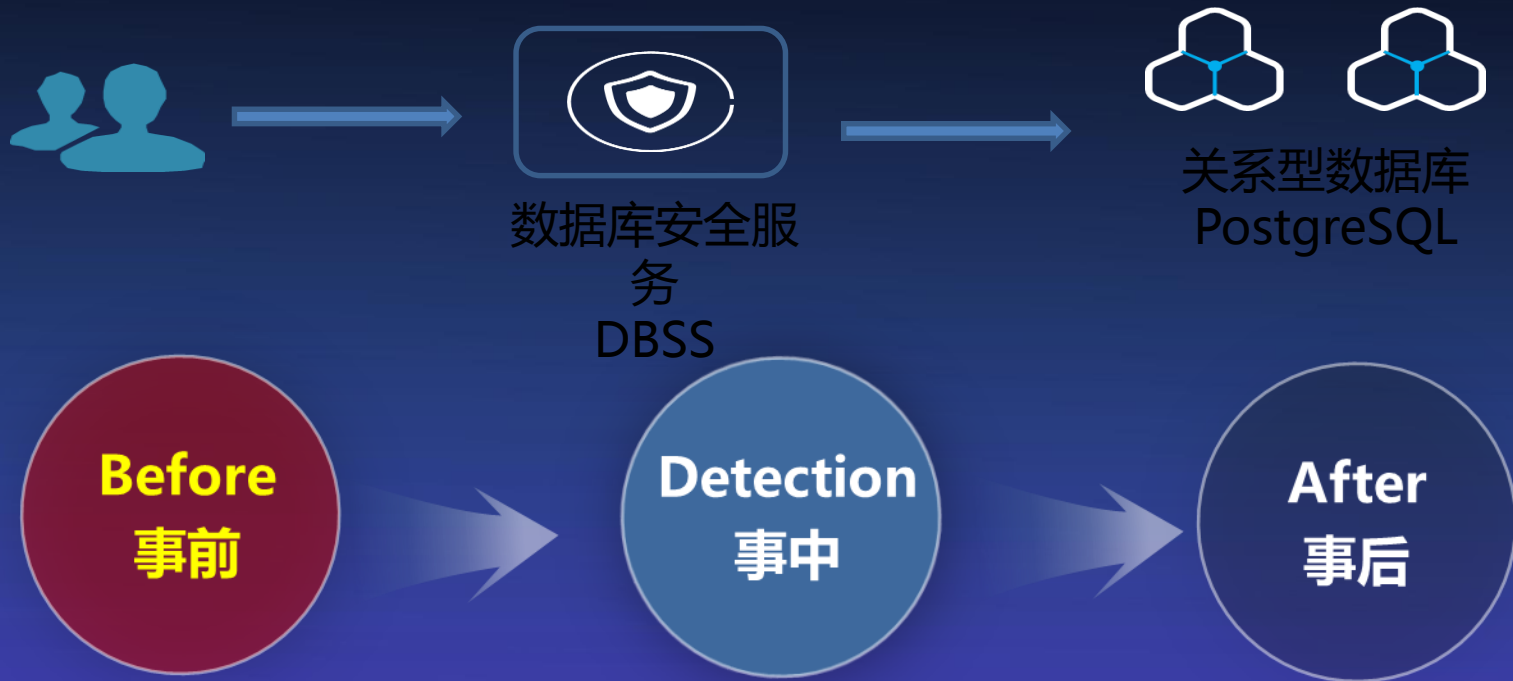 数据库安全服
务
DBSS
关系型数据库
PostgreSQL
Before
事前
Detection
事中
After
事后